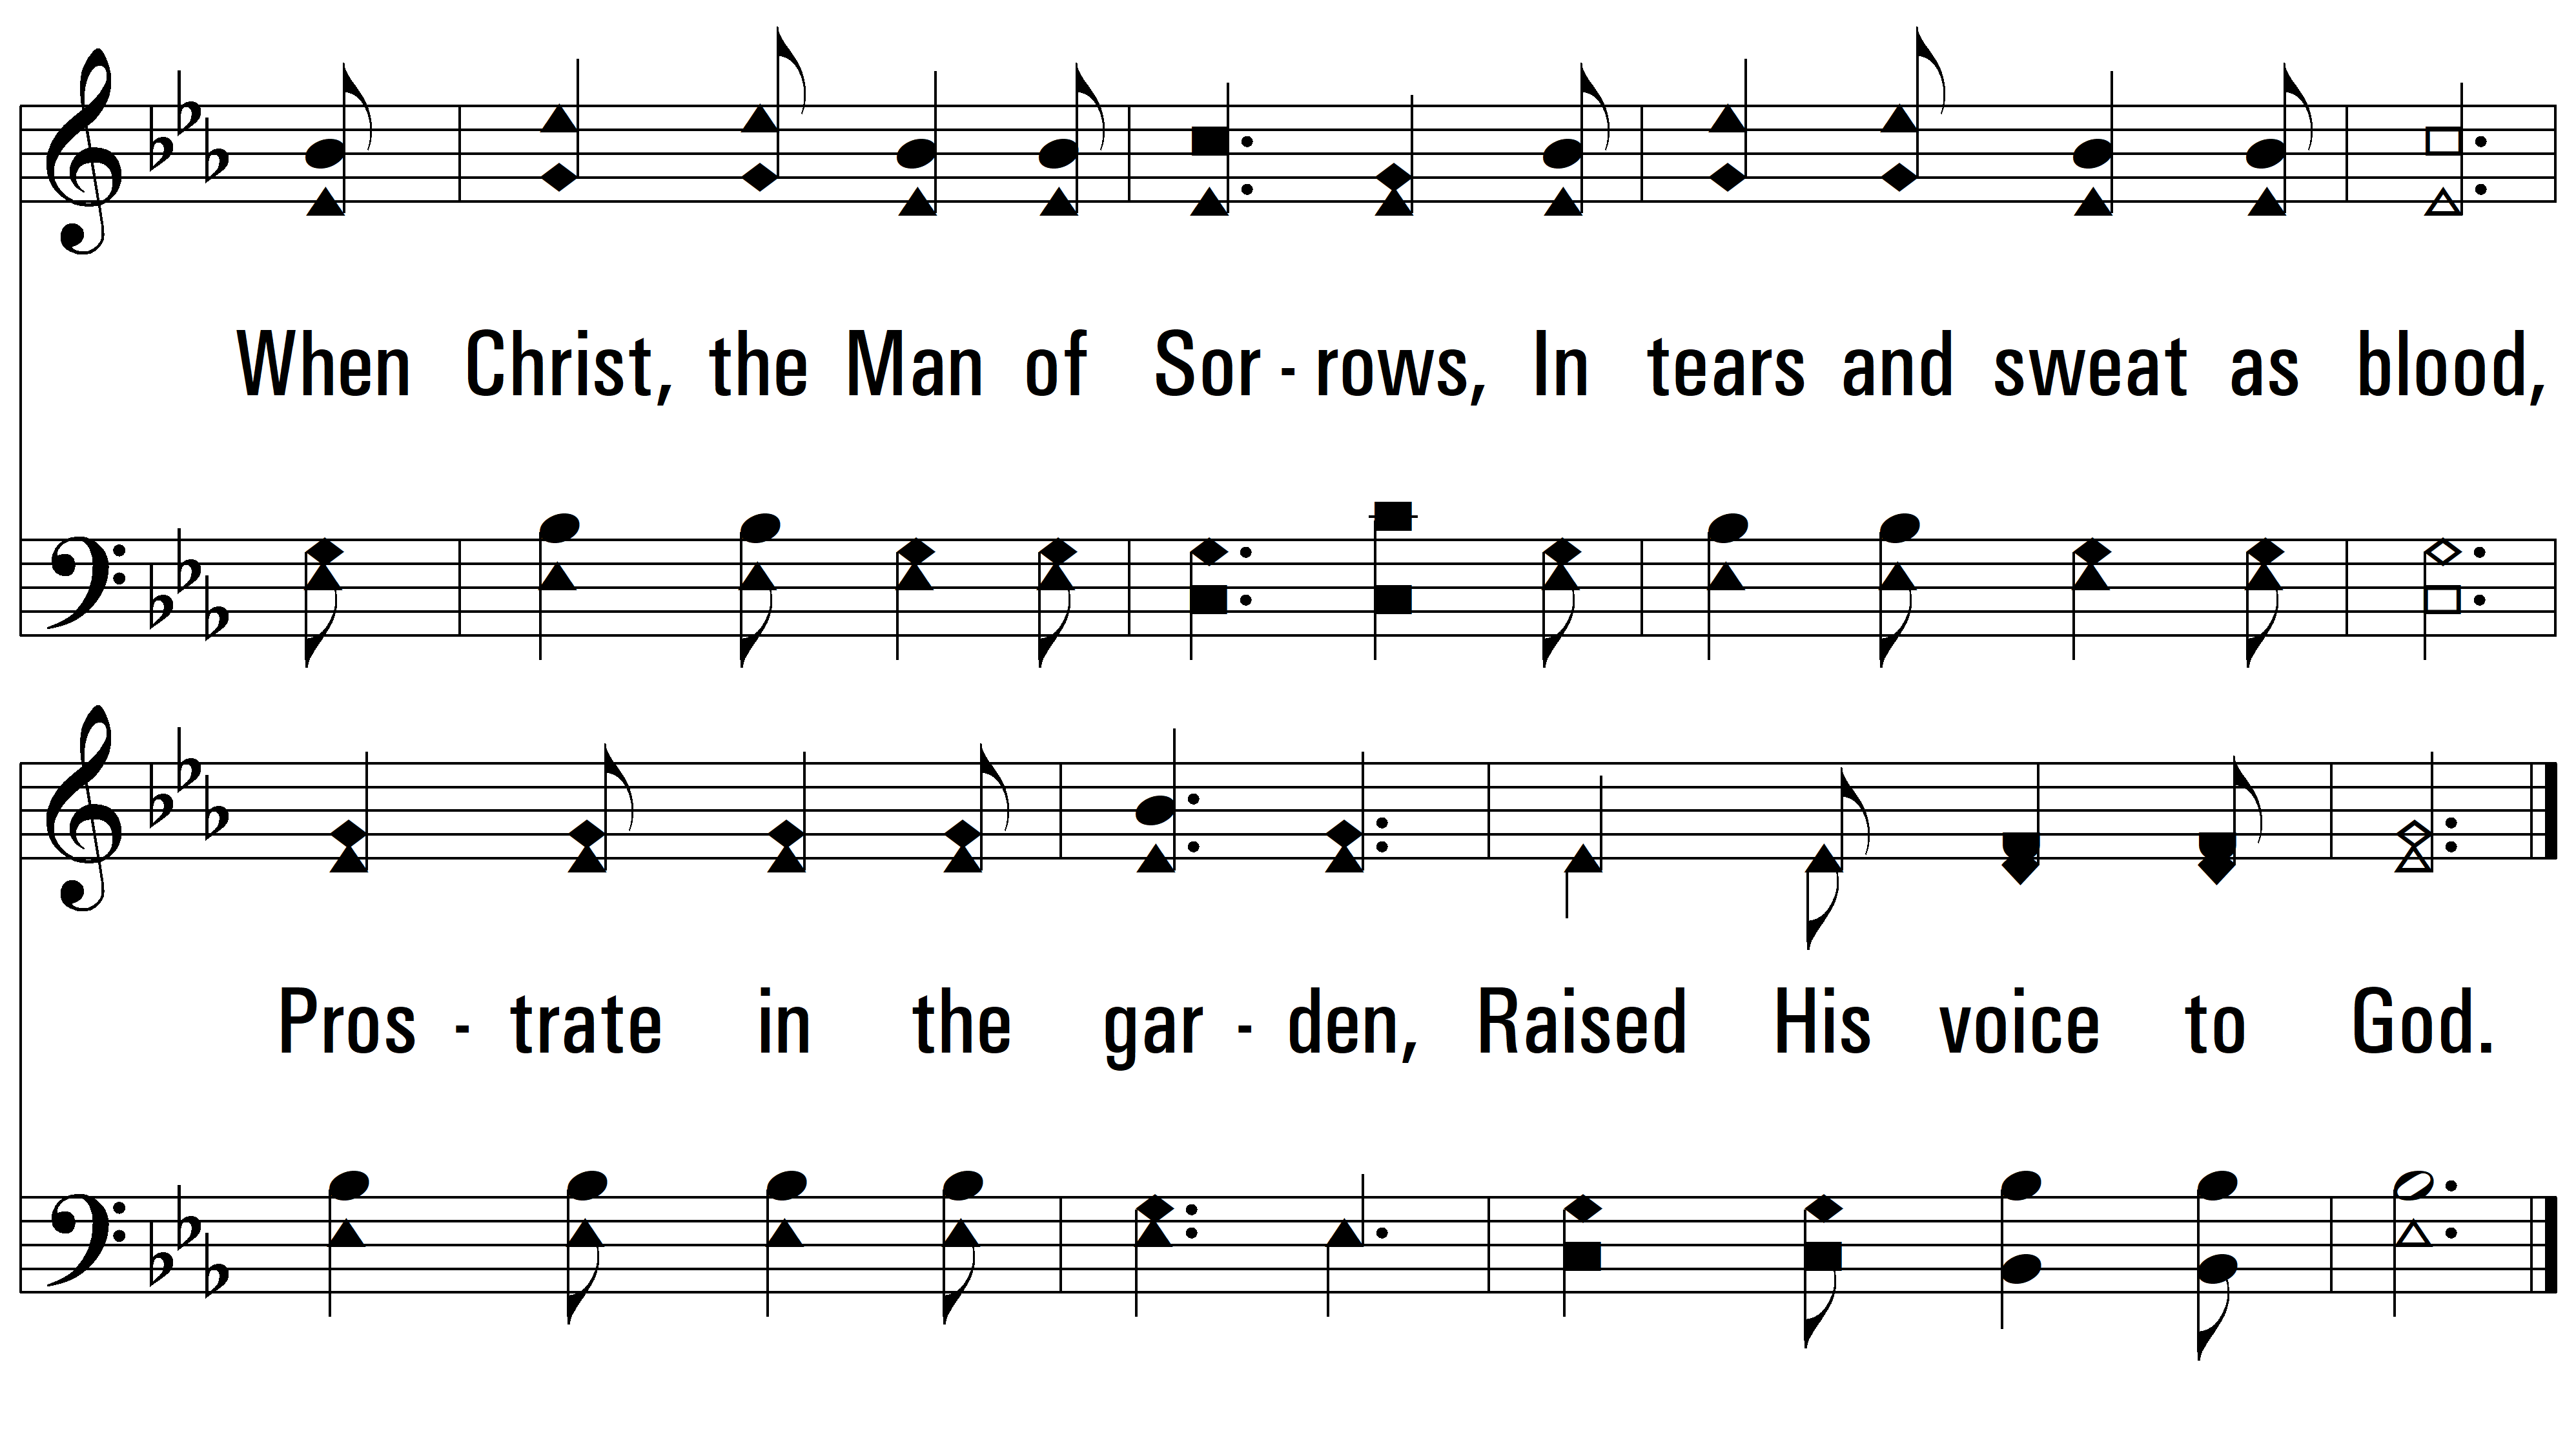 When Christ, the Man of Sor - rows, In tears and sweat as blood,
Pros - trate in the gar - den, Raised His voice to God.